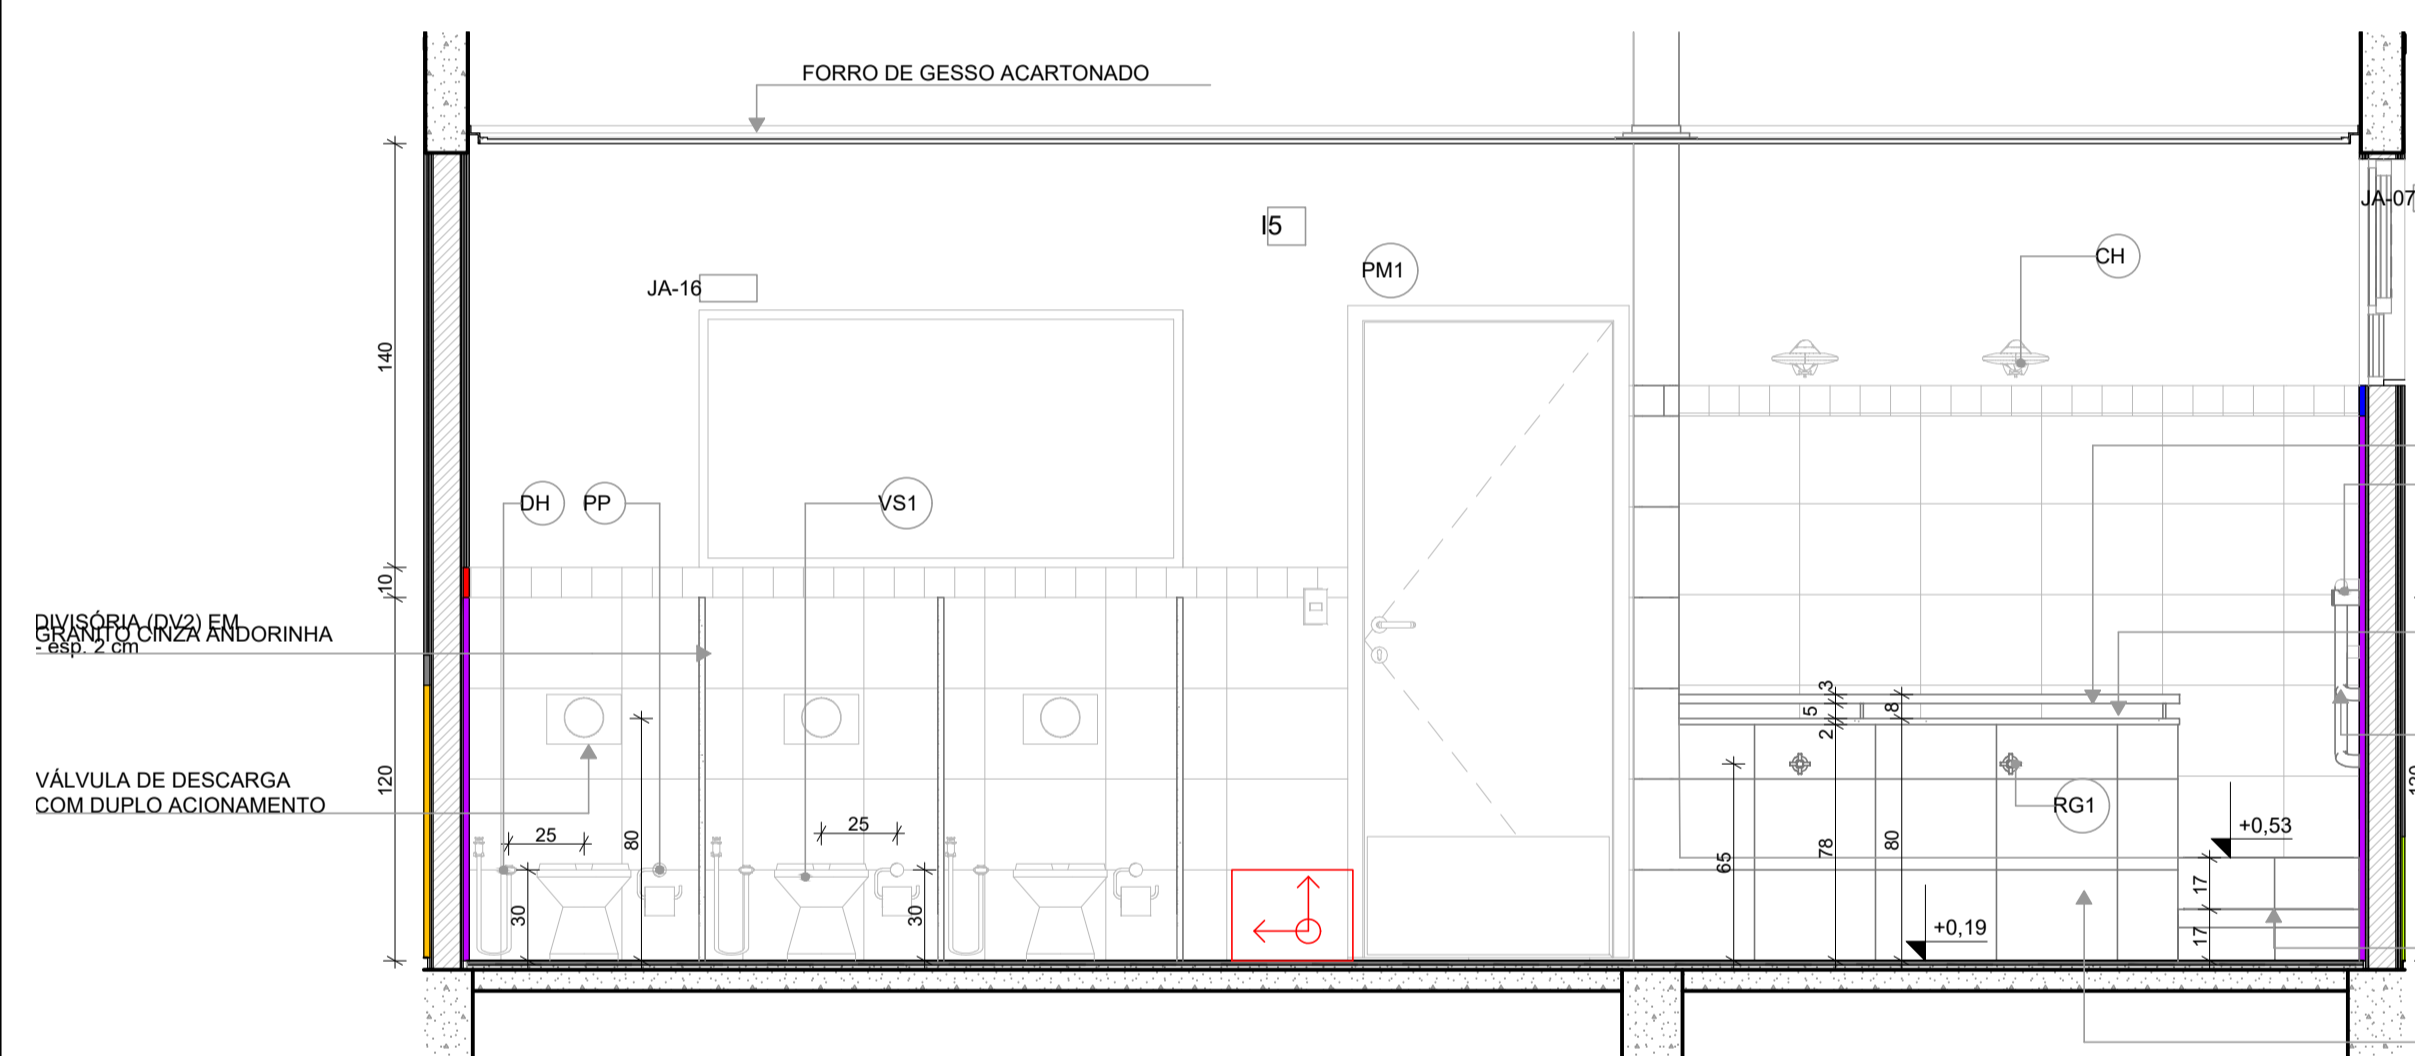 FORRO DE GESSO ACARTONADO
JA-07
I5
PM1
CH
JA-16
140
DH
PP
VS1
10
DIVISÓRIA (DV2) EM
GRANITO CINZA ANDORINHA
- esp. 2 cm
3
5
8
2
VÁLVULA DE DESCARGA
COM DUPLO ACIONAMENTO
120
25
80
25
65
78
80
RG1
+0,53
17
30
30
+0,19
17